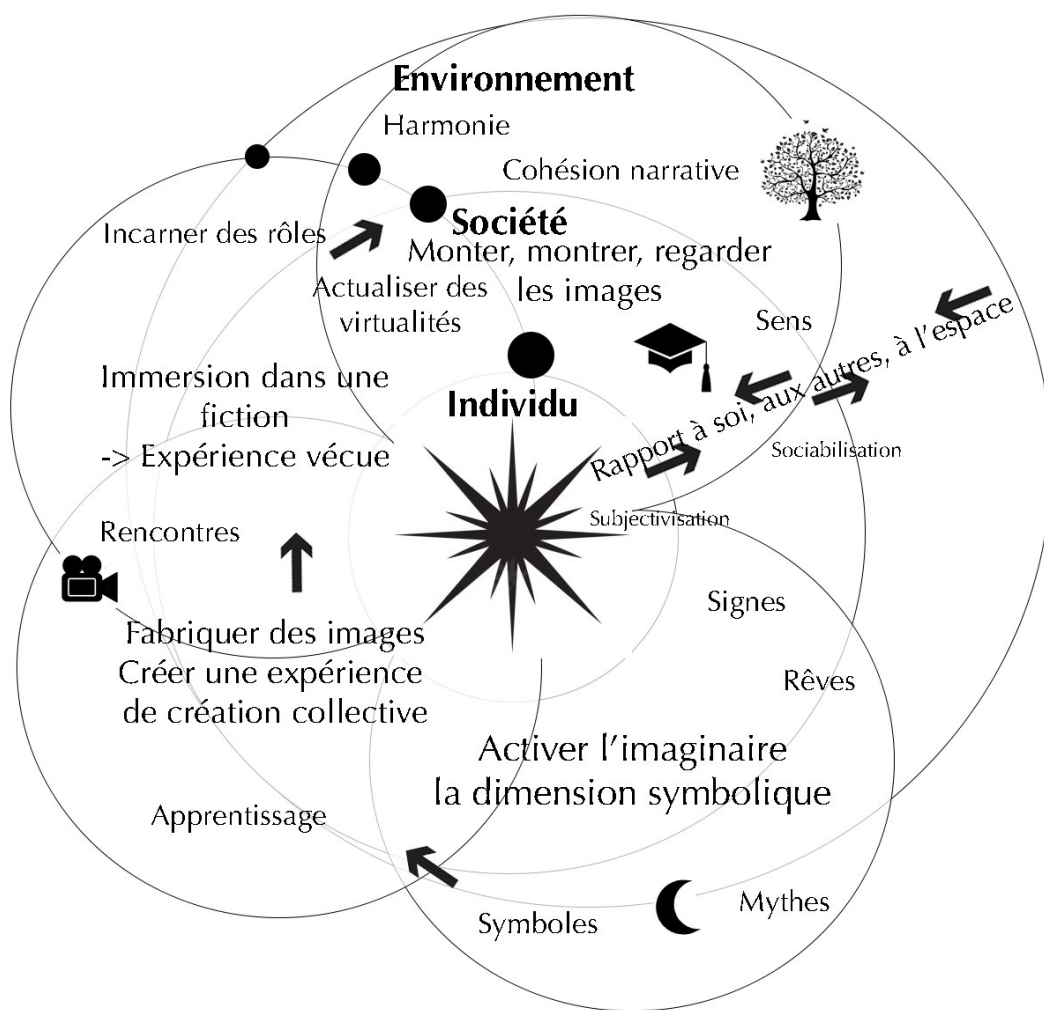 Environnement
Harmonie
Cohésion narrative
Société
Incarner des rôles
Monter, montrer, regarder
les images
Actualiser des
virtualités
Sens
Rapport à soi, aux autres, à l'espace
Immersion dans une
fiction
-> Expérience vécue
Individu
Sociabilisation
Subjectivisation
Rencontres
Signes
Fabriquer des images
Créer une expérience
de création collective
Rêves
Activer l'imaginaire
la dimension symbolique
Apprentissage
Mythes
Symboles